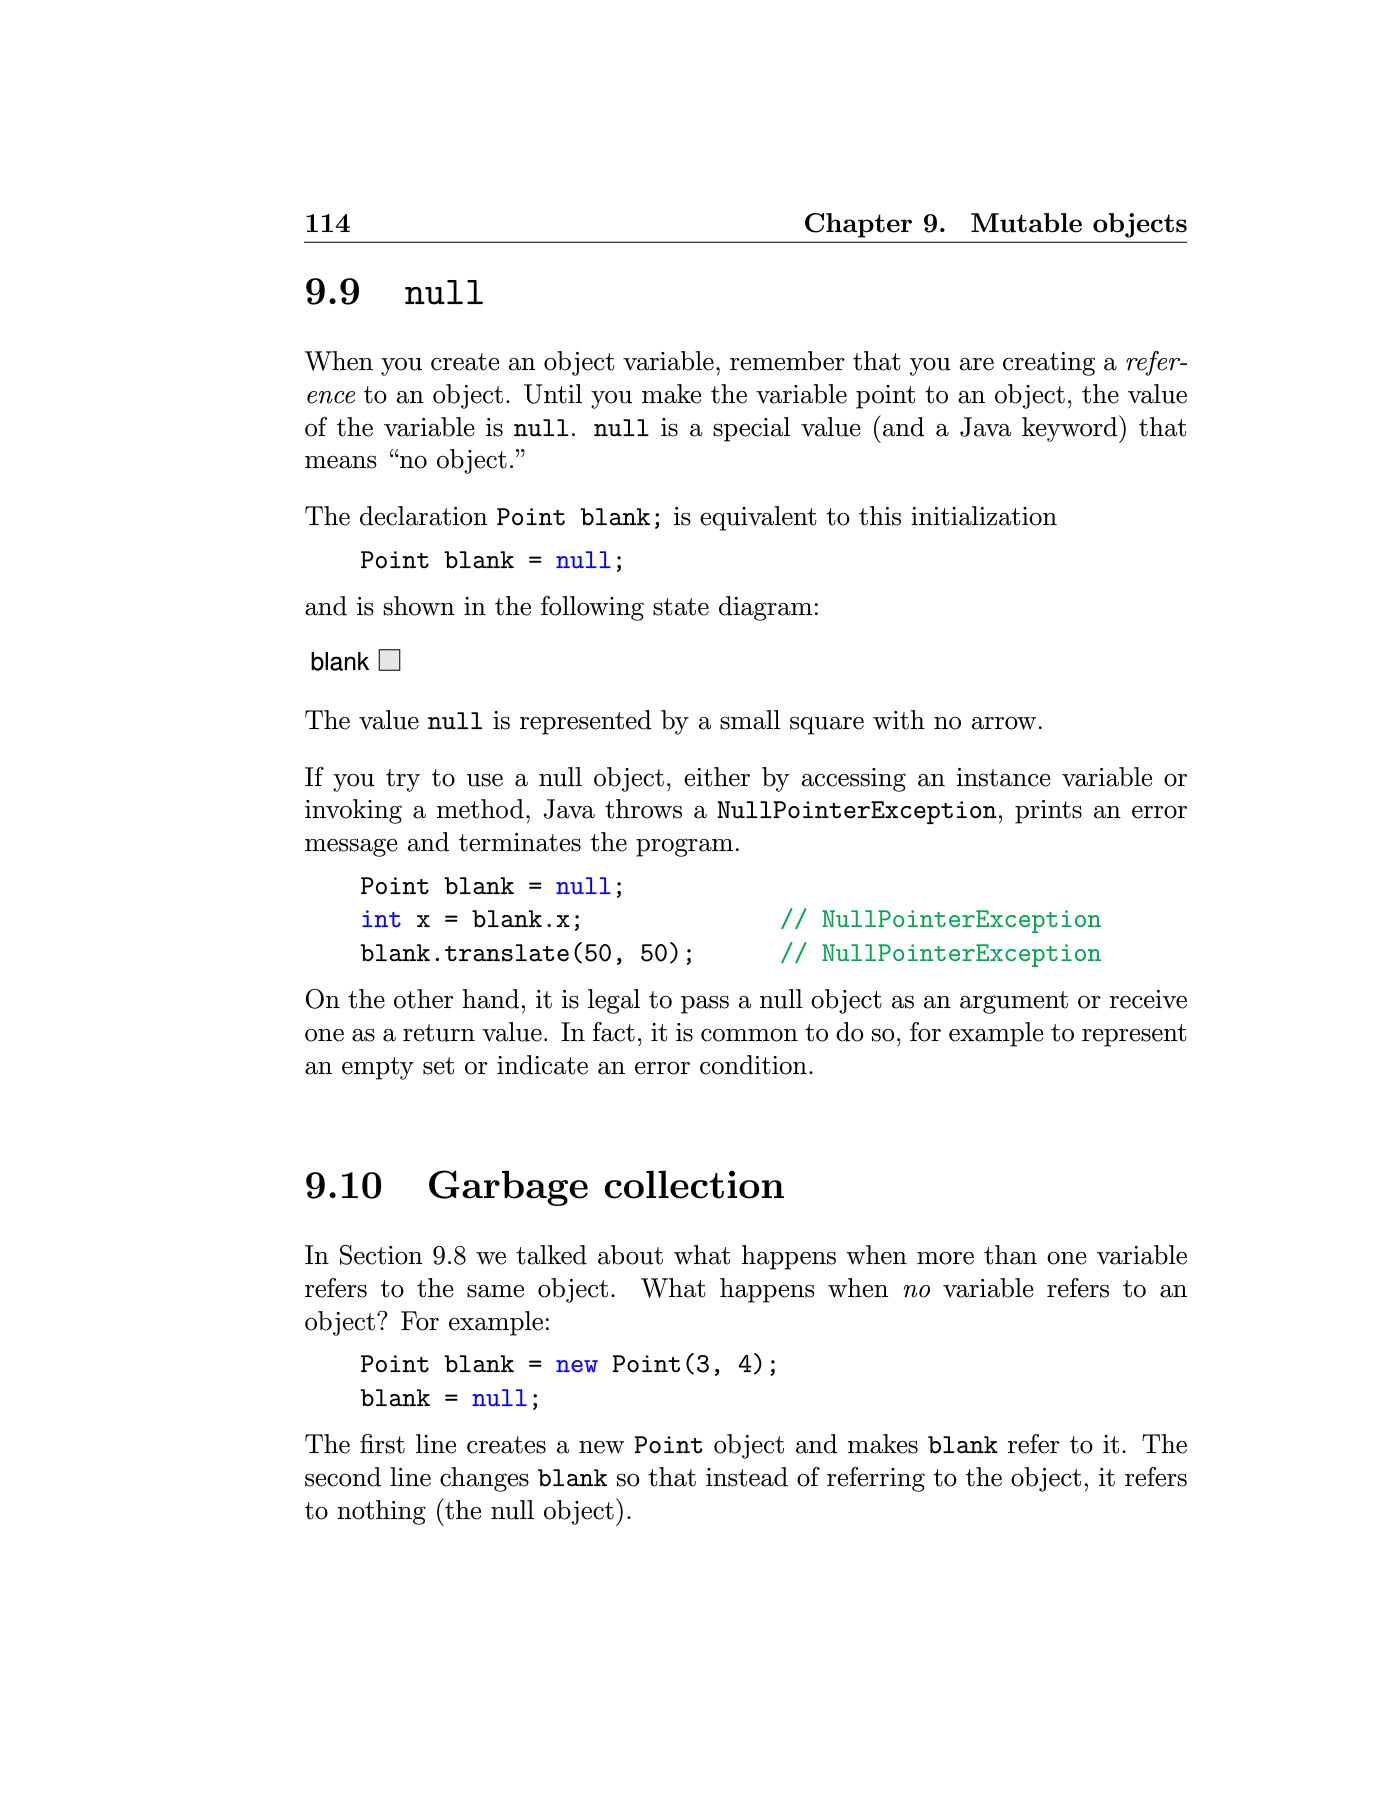 114 Chapter 9. Mutable objects
9.9 null
When you create an object variable, remember that you are creating a refer-
ence to an object. Until you make the variable point to an object, the value
of the variable is null. null is a special value (and a Java keyword) that
means “no object.”
The declaration Point blank; is equivalent to this initialization
Point blank = null;
and is shown in the following state diagram:
blank
The value null is represented by a small square with no arrow.
If you try to use a null object, either by accessing an instance variable or
invoking a method, Java throws a NullPointerException, prints an error
message and terminates the program.
Point blank = null;
int x = blank.x; // NullPointerException
blank.translate(50, 50); // NullPointerException
On the other hand, it is legal to pass a null object as an argument or receive
one as a return value. In fact, it is common to do so, for example to represent
an empty set or indicate an error condition.
9.10 Garbage collection
In Section 9.8 we talked about what happens when more than one variable
refers to the same object. What happens when no variable refers to an
object? For example:
Point blank = new Point(3, 4);
blank = null;
The first line creates a new Point object and makes blank refer to it. The
second line changes blank so that instead of referring to the object, it refers
to nothing (the null object).